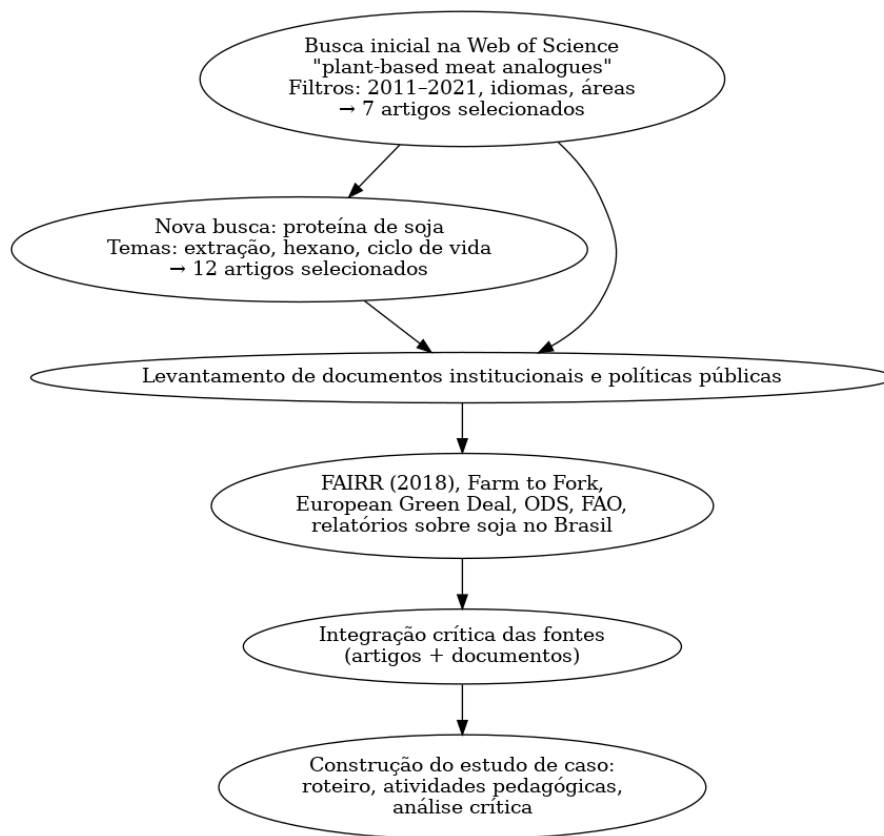 Busca inicial na Web of Science
"plant-based meat analogues"
Filtros: 2011–2021, idiomas, áreas
→ 7 artigos selecionados
Nova busca: proteína de soja
Temas: extração, hexano, ciclo de vida
→ 12 artigos selecionados
Levantamento de documentos institucionais e políticas públicas
FAIRR (2018), Farm to Fork,
European Green Deal, ODS, FAO,
relatórios sobre soja no Brasil
Integração crítica das fontes
(artigos + documentos)
Construção do estudo de caso:
roteiro, atividades pedagógicas,
análise crítica